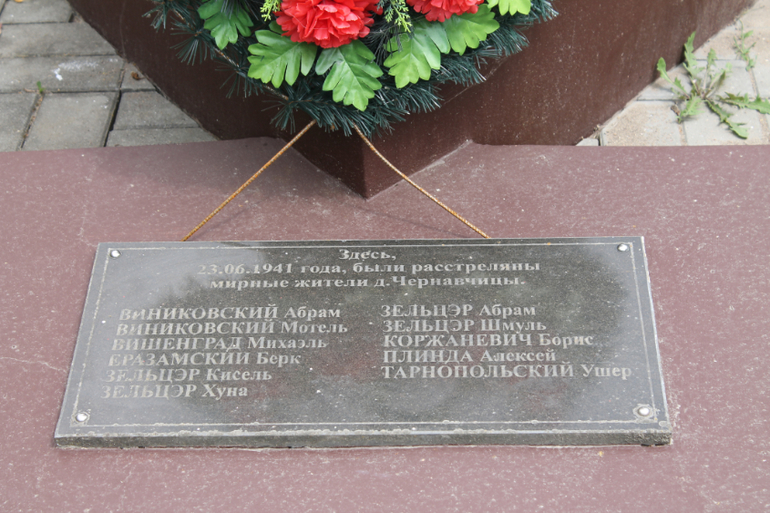 Здесь,
23.06.1941 года, были расстреляны
мирные жители д.Чернавчицы.
ВИНИКОВСКИЙ Абрам
ВИНИКОВСКИЙ Мотель
ВИШЕНГРАД Михаэль
ЕРАЗАМСКИЙ Берк
ЗЕЛЬЦЭР Кисель
ЗЕЛЬЦЭР Хуна
ЗЕЛЬЦЭР Абрам
ЗЕЛЬЦЭР Шмуль
КОРЖАНЕВИЧ Борис
ПЛИНДА Алексей
ТАРНОПОЛЬСКИЙ Ушер